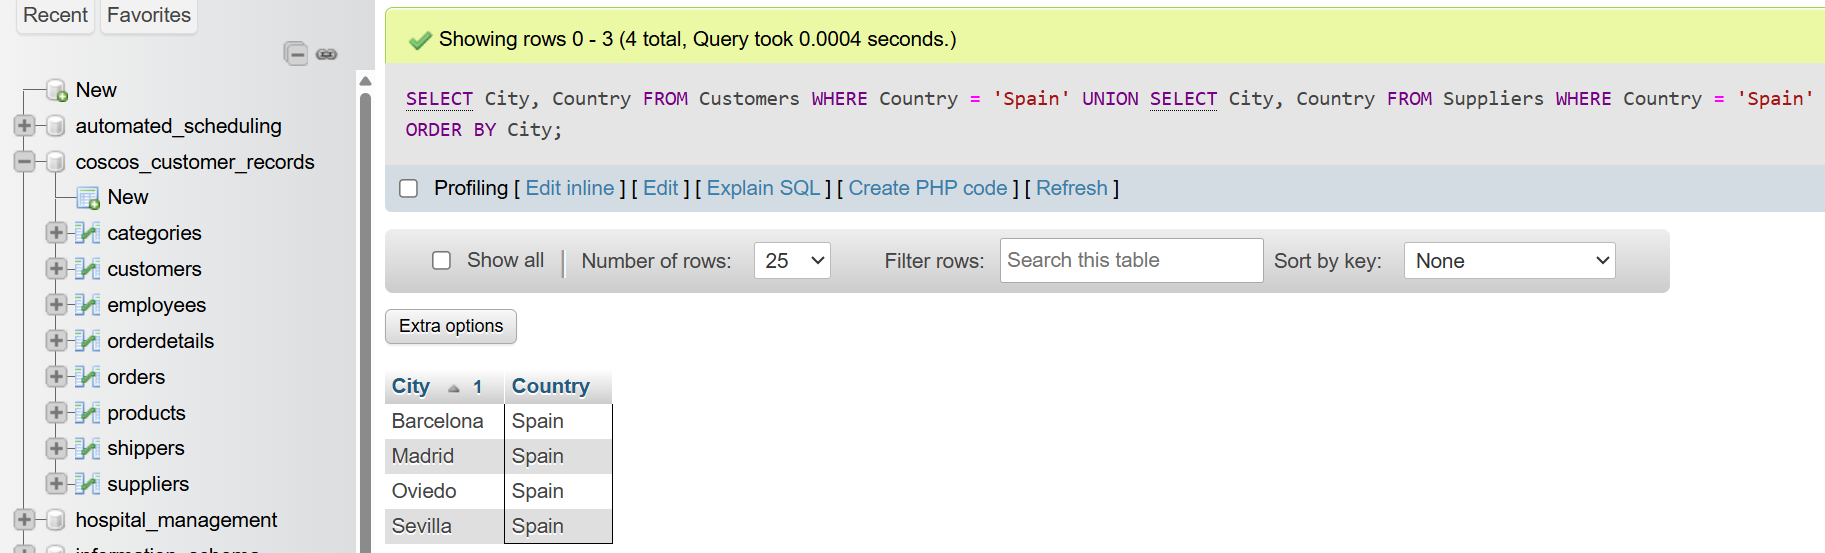 Recent Favorites
New
automated_scheduling
coscos_customer_records
New
categories
customers
employees
orderdetails
orders
products
shippers
suppliers
hospital_management
information_schema
Showing rows 0 - 3 (4 total, Query took 0.0004 seconds.)
SELECT City, Country FROM Customers WHERE Country = 'Spain' UNION SELECT City, Country FROM Suppliers WHERE Country = 'Spain'
ORDER BY City;
Profiling [ Edit inline ] [ Edit ] [ Explain SQL ] [ Create PHP code ] [ Refresh ]
Show all Number of rows: 25 Filter rows: Search this table Sort by key: None
Extra options
City 1 Country
Barcelona Spain
Madrid Spain
Oviedo Spain
Sevilla Spain